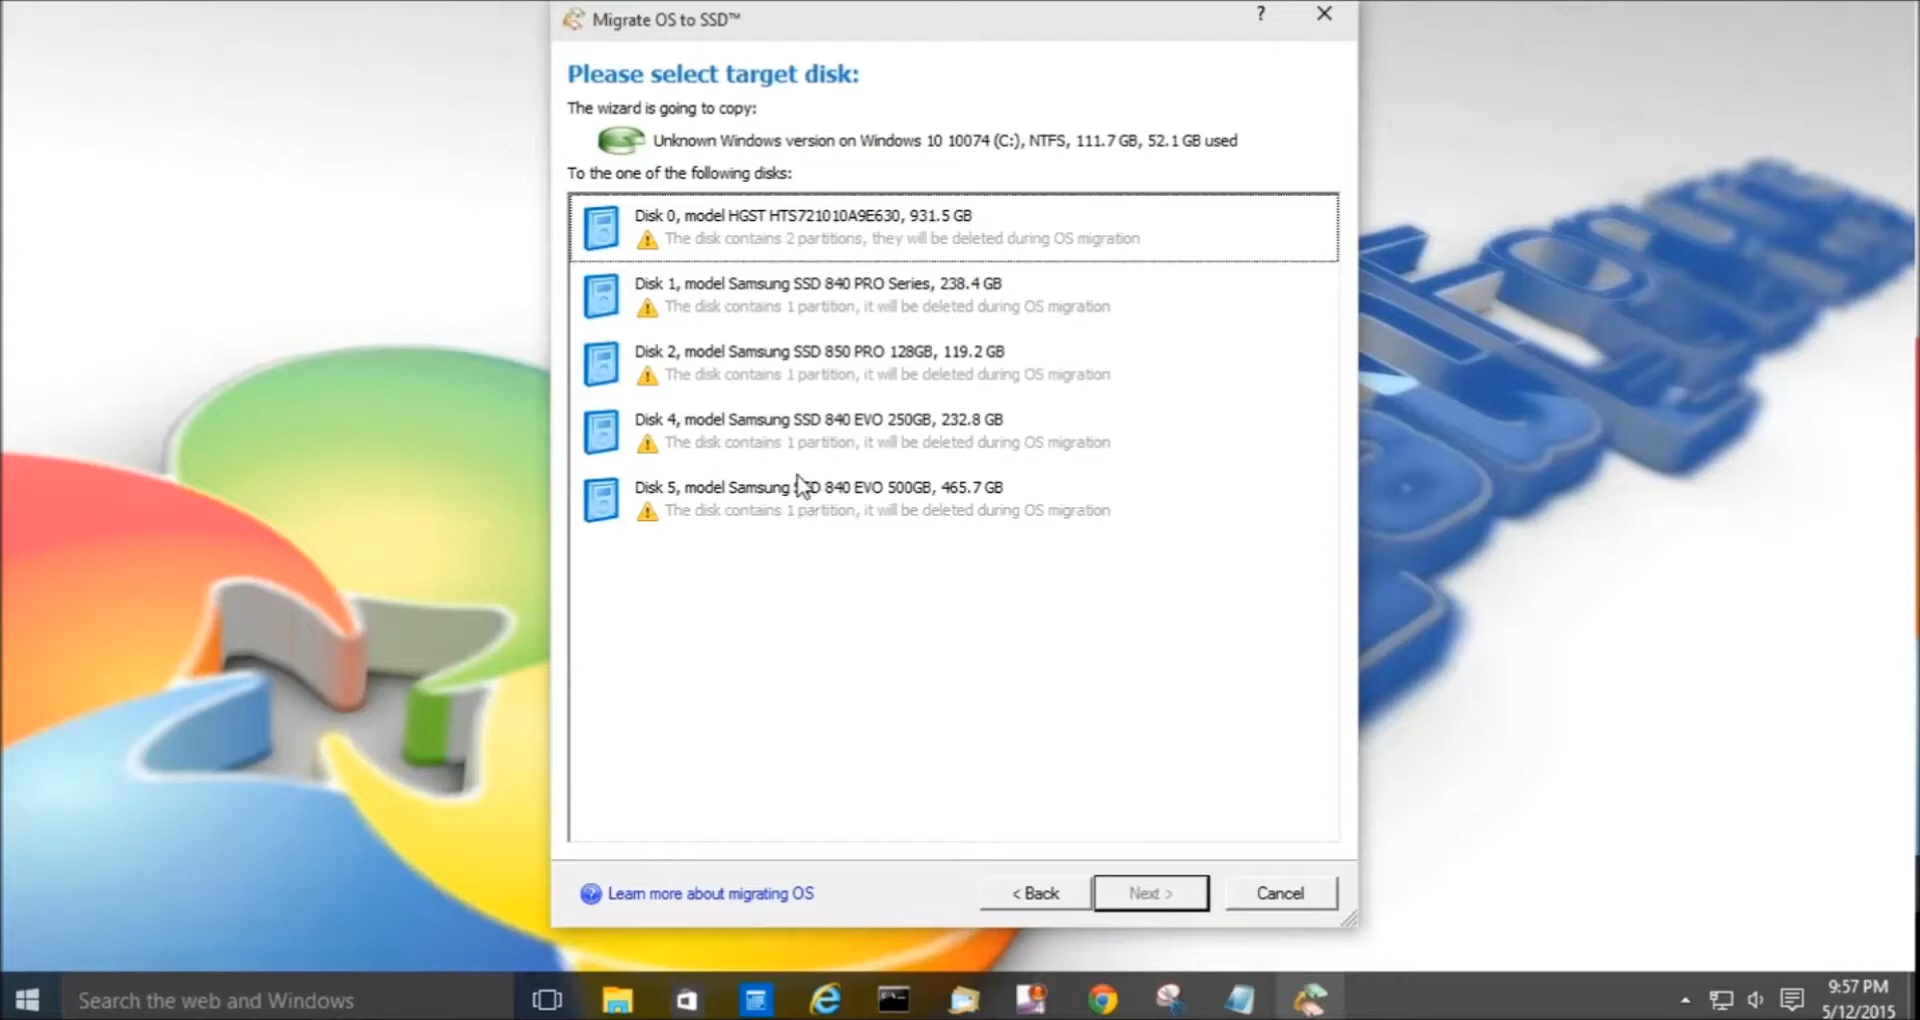 Migrate OS to SSD™
?
Please select target disk:
The wizard is going to copy:
Unknown Windows version on Windows 10 10074 (C:), NTFS, 111.7 GB, 52.1 GB used
To the one of the following disks:
Disk 0, model HGST HTS721010A9E630, 931.5 GB
The disk contains 2 partitions, they will be deleted during OS migration
Disk 1, model Samsung SSD 840 PRO Series, 238.4 GB
The disk contains 1 partition, it will be deleted during OS migration
Disk 2, model Samsung SSD 850 PRO 128GB, 119.2 GB
The disk contains 1 partition, it will be deleted during OS migration
Disk 4, model Samsung SSD 840 EVO 250GB, 232.8 GB
The disk contains 1 partition, it will be deleted during OS migration
Disk 5, model Samsung SSD 840 EVO 500GB, 465.7 GB
The disk contains 1 partition, it will be deleted during OS migration
Learn more about migrating OS
< Back
Next >
Cancel
Search the web and Windows
9:57 PM
5/12/2015